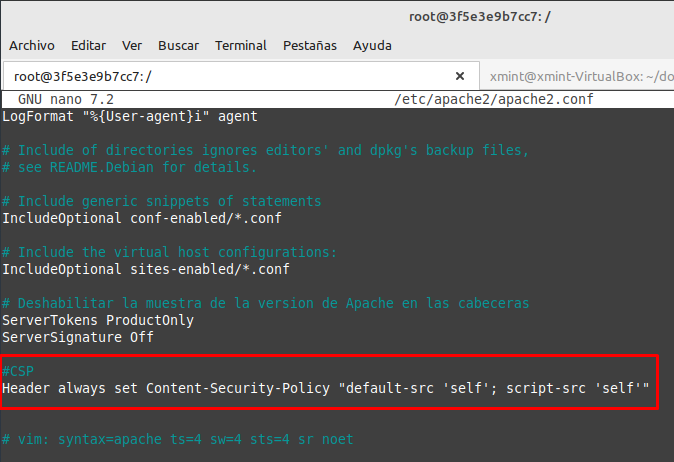 root@3f5e3e9b7cc7: /
Archivo Editar Ver Buscar Terminal Pestañas Ayuda
root@3f5e3e9b7cc7: / × xmint@xmint-VirtualBox: ~/do
GNU nano 7.2 /etc/apache2/apache2.conf
LogFormat "%{User-agent}i" agent
# Include of directories ignores editors' and dpkg's backup files,
# see README.Debian for details.
# Include generic snippets of statements
IncludeOptional conf-enabled/*.conf
# Include the virtual host configurations:
IncludeOptional sites-enabled/*.conf
# Deshabilitar la muestra de la version de Apache en las cabeceras
ServerTokens ProductOnly
ServerSignature Off
#CSP
Header always set Content-Security-Policy "default-src 'self'; script-src 'self'"
# vim: syntax=apache ts=4 sw=4 sts=4 sr noet